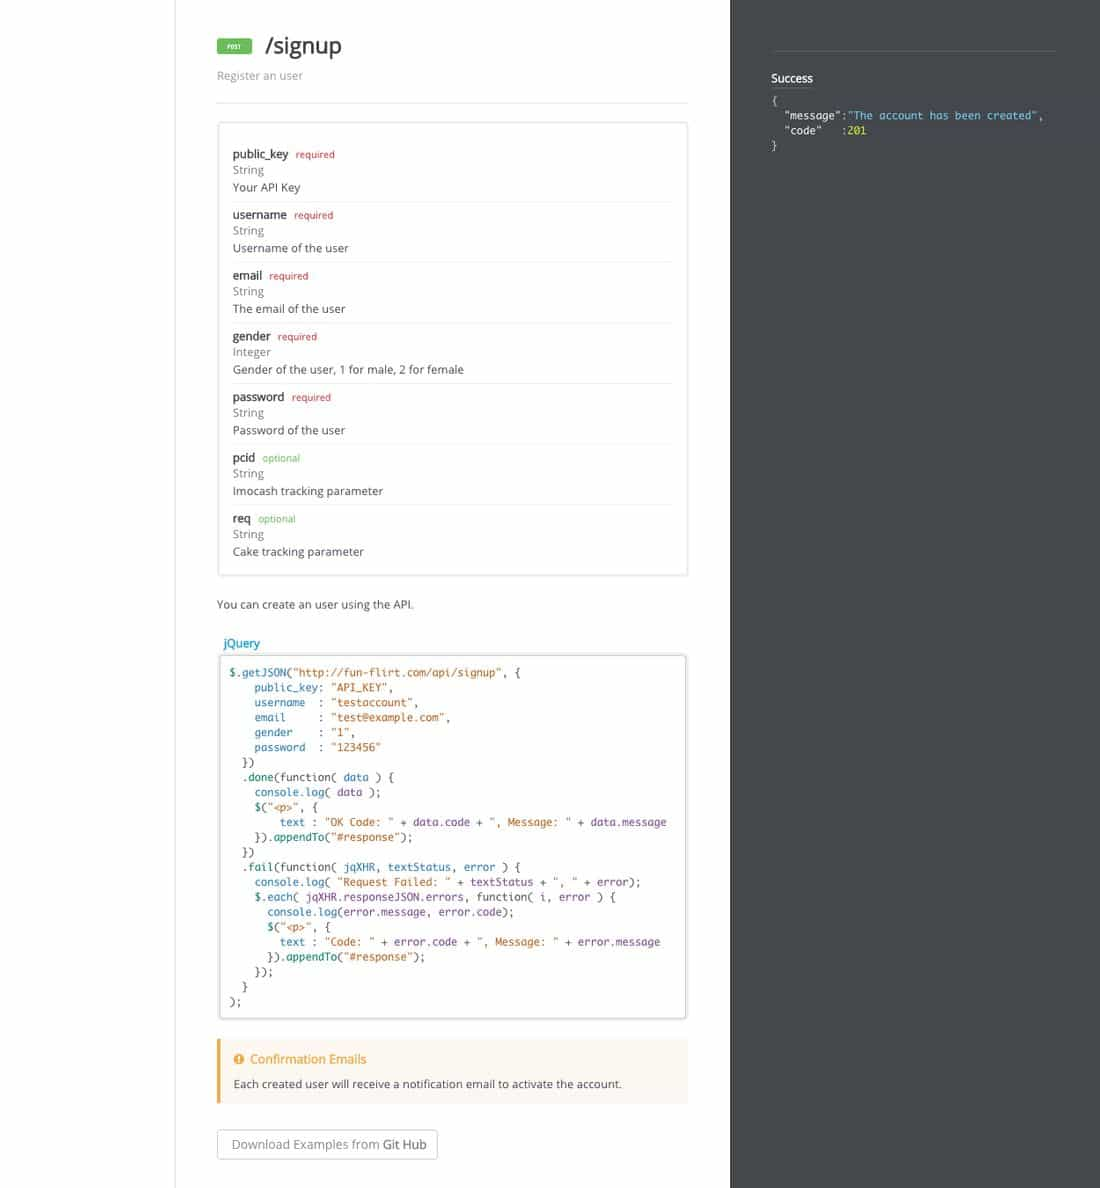 POST /signup
Register an user
public_key required
String
Your API Key
username required
String
Username of the user
email required
String
The email of the user
gender required
Integer
Gender of the user, 1 for male, 2 for female
password required
String
Password of the user
pcid optional
String
Imocash tracking parameter
req optional
String
Cake tracking parameter
You can create an user using the API.
jQuery
$.getJSON("http://fun-flirt.com/api/signup", {
    public_key: "API_KEY",
    username  : "testaccount",
    email     : "test@example.com",
    gender    : "1",
    password  : "123456"
  })
  .done(function( data ) {
    console.log( data );
    $("<p>", {
        text : "OK Code: " + data.code + ", Message: " + data.message
    }).appendTo("#response");
  })
  .fail(function( jqXHR, textStatus, error ) {
    console.log( "Request Failed: " + textStatus + ", " + error);
    $.each( jqXHR.responseJSON.errors, function( i, error ) {
      console.log(error.message, error.code);
      $("<p>", {
        text : "Code: " + error.code + ", Message: " + error.message
      }).appendTo("#response");
    });
  }
);
Confirmation Emails
Each created user will receive a notification email to activate the account.
Download Examples from Git Hub
Success
{
  "message":"The account has been created",
  "code"   :201
}